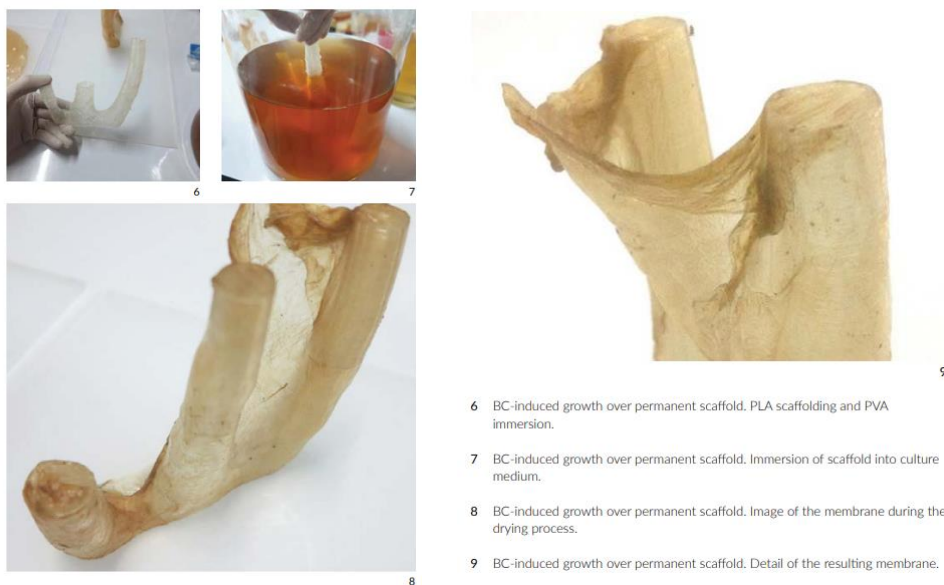 6
7
8
9
6 BC-induced growth over permanent scaffold. PLA scaffolding and PVA
immersion.
7 BC-induced growth over permanent scaffold. Immersion of scaffold into culture
medium.
8 BC-induced growth over permanent scaffold. Image of the membrane during the
drying process.
9 BC-induced growth over permanent scaffold. Detail of the resulting membrane.